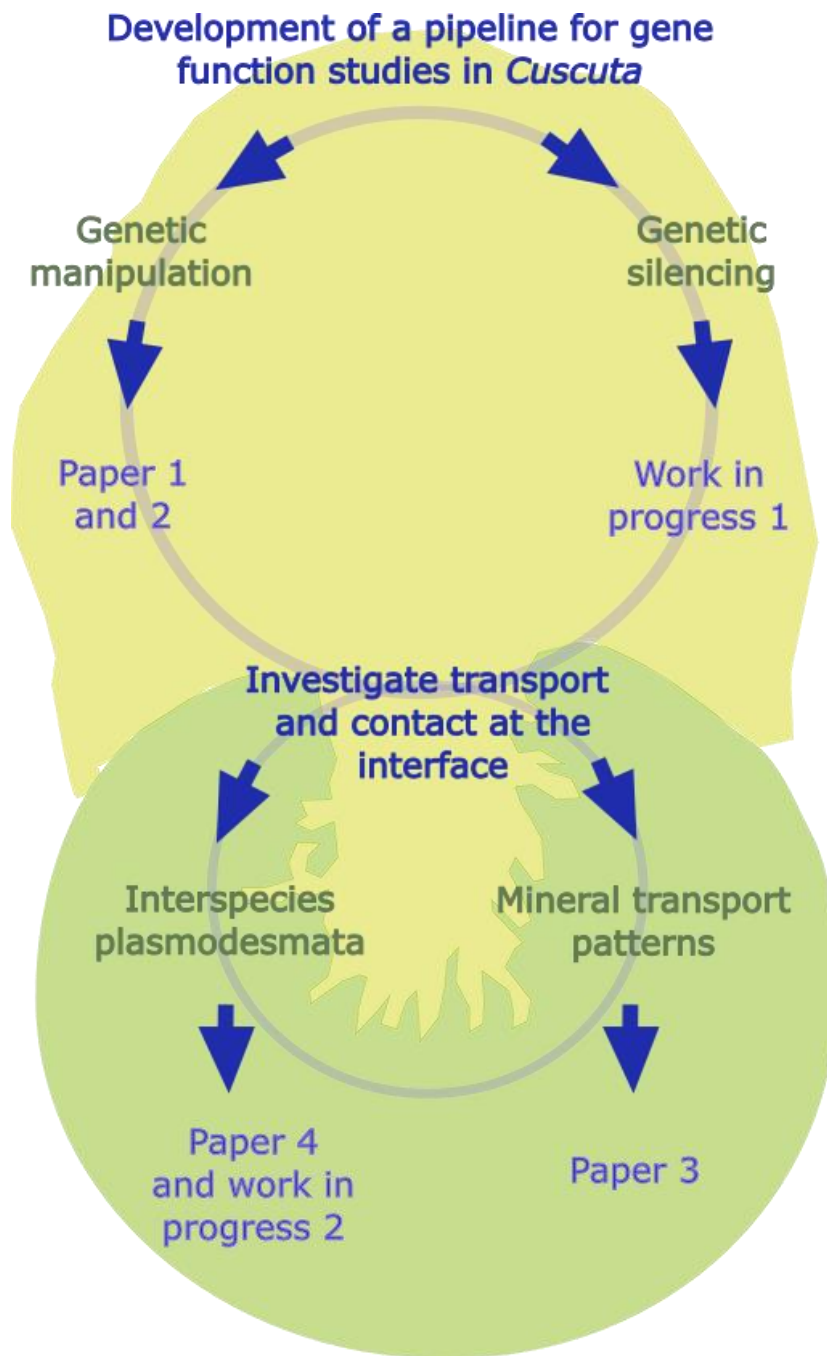 Development of a pipeline for gene
function studies in Cuscuta
Genetic
manipulation
Genetic
silencing
Paper 1
and 2
Work in
progress 1
Investigate transport
and contact at the
interface
Interspecies
plasmodesmata
Mineral transport
patterns
Paper 4
and work in
progress 2
Paper 3